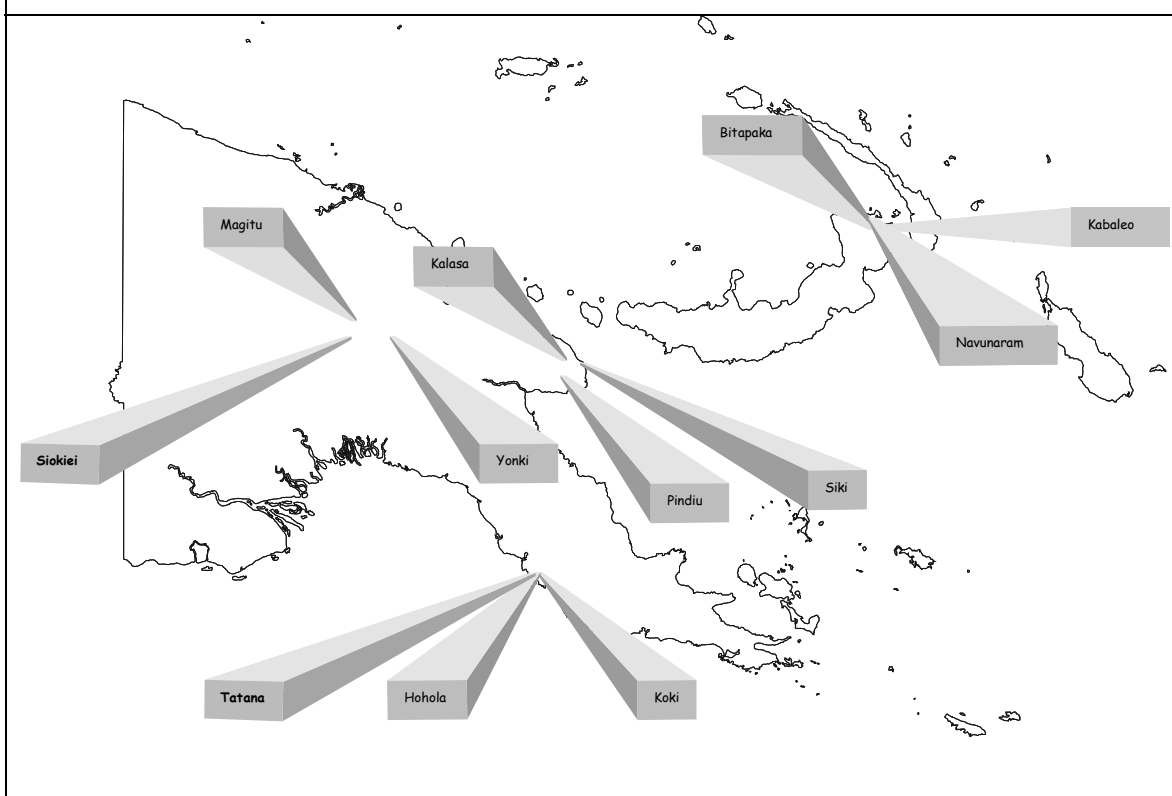 Bitapaka
Magitu
Kabaleo
Kalasa
Navunaram
Siokiei
Yonki
Siki
Pindiu
Tatana
Hohola
Koki